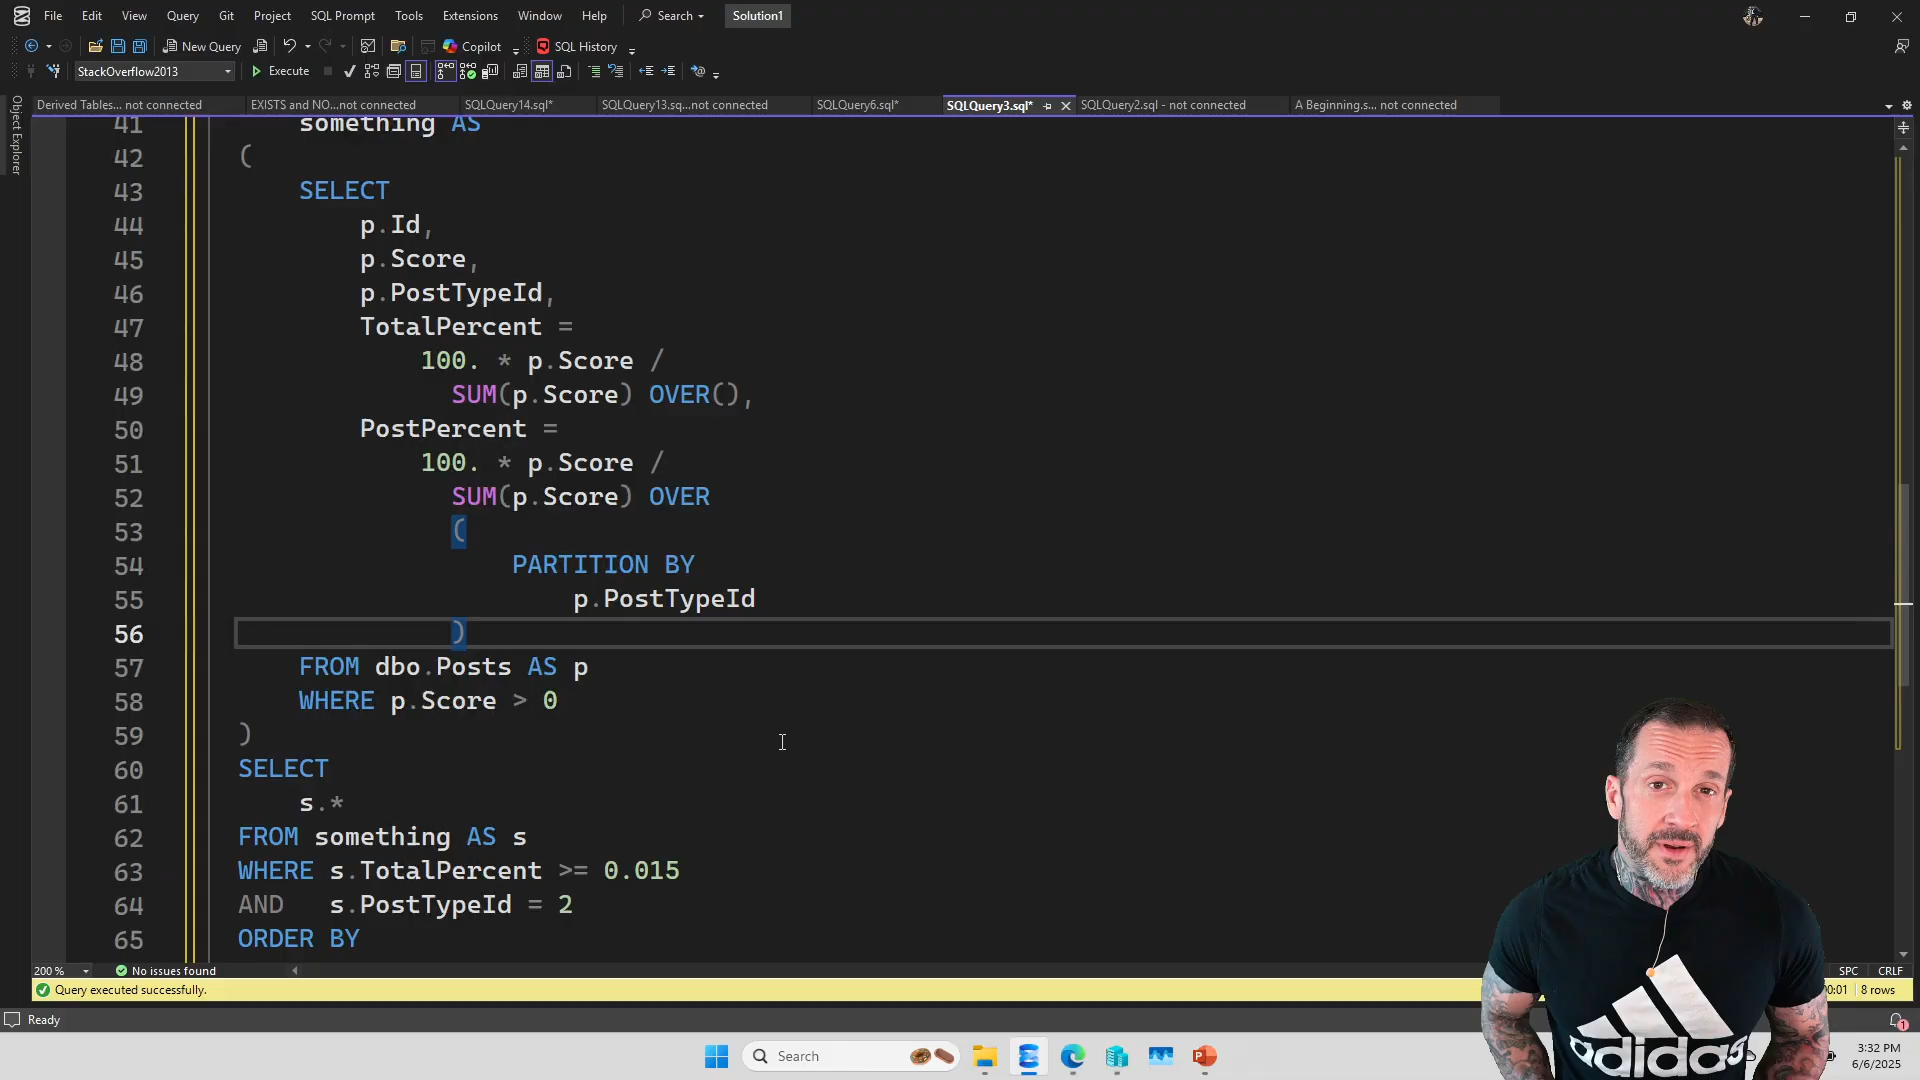 File Edit View Query Git Project SQL Prompt Tools Extensions Window Help Search Solution1
New Query Copilot SQL History
StackOverflow2013 Execute
Derived Tables... not connected EXISTS and NO...not connected SQLQuery14.sql* SQLQuery13.sq...not connected SQLQuery6.sql* SQLQuery3.sql* SQLQuery2.sql - not connected A Beginning.s... not connected
Object Explorer
41 something AS
42 (
43 SELECT
44 p.Id,
45 p.Score,
46 p.PostTypeId,
47 TotalPercent =
48 100. * p.Score /
49 SUM(p.Score) OVER(),
50 PostPercent =
51 100. * p.Score /
52 SUM(p.Score) OVER
53 (
54 PARTITION BY
55 p.PostTypeId
56 )
57 FROM dbo.Posts AS p
58 WHERE p.Score > 0
59 )
60 SELECT
61 s.*
62 FROM something AS s
63 WHERE s.TotalPercent >= 0.015
64 AND s.PostTypeId = 2
65 ORDER BY
200 % No issues found SPC CRLF
Query executed successfully. 0:01 8 rows
Ready 1
Search
3:32 PM
6/6/2025
adidas